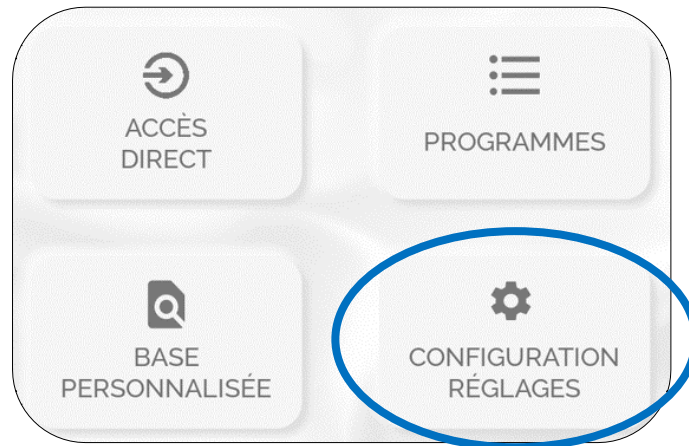 ACCÈS
DIRECT
PROGRAMMES
BASE
PERSONNALISÉE
CONFIGURATION
RÉGLAGES